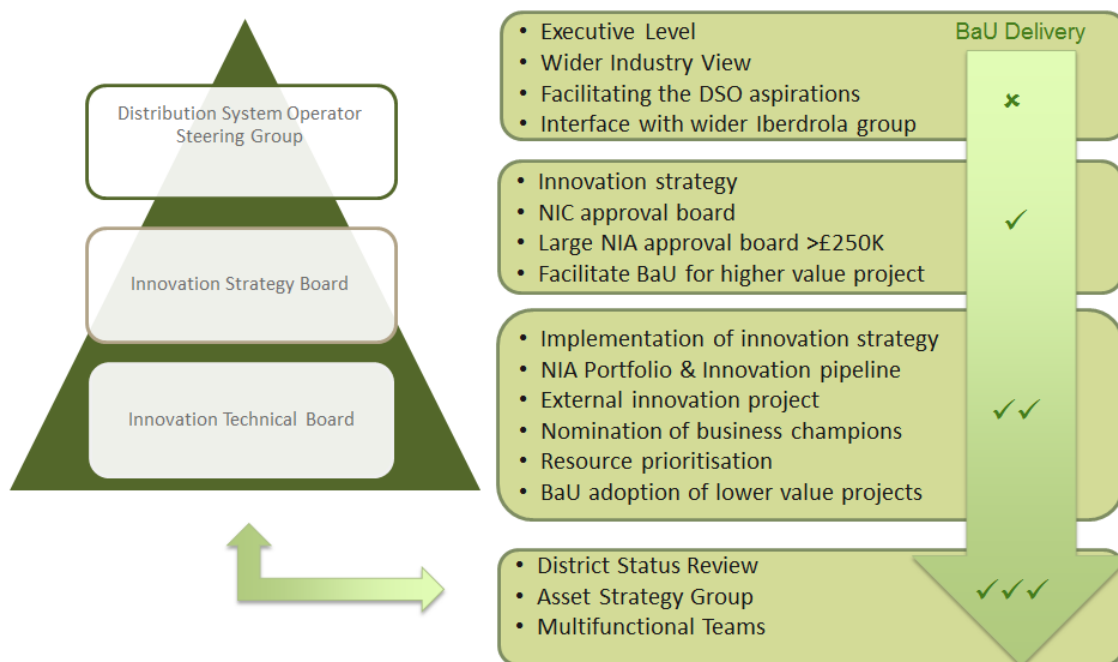 Distribution System Operator
Steering Group
Innovation Strategy Board
Innovation Technical Board
BaU Delivery
• Executive Level
• Wider Industry View
• Facilitating the DSO aspirations
• Interface with wider Iberdrola group
✘
• Innovation strategy
• NIC approval board
• Large NIA approval board >£250K
• Facilitate BaU for higher value project
✓
• Implementation of innovation strategy
• NIA Portfolio & Innovation pipeline
• External innovation project
• Nomination of business champions
• Resource prioritisation
• BaU adoption of lower value projects
✓✓
• District Status Review
• Asset Strategy Group
• Multifunctional Teams
✓✓✓